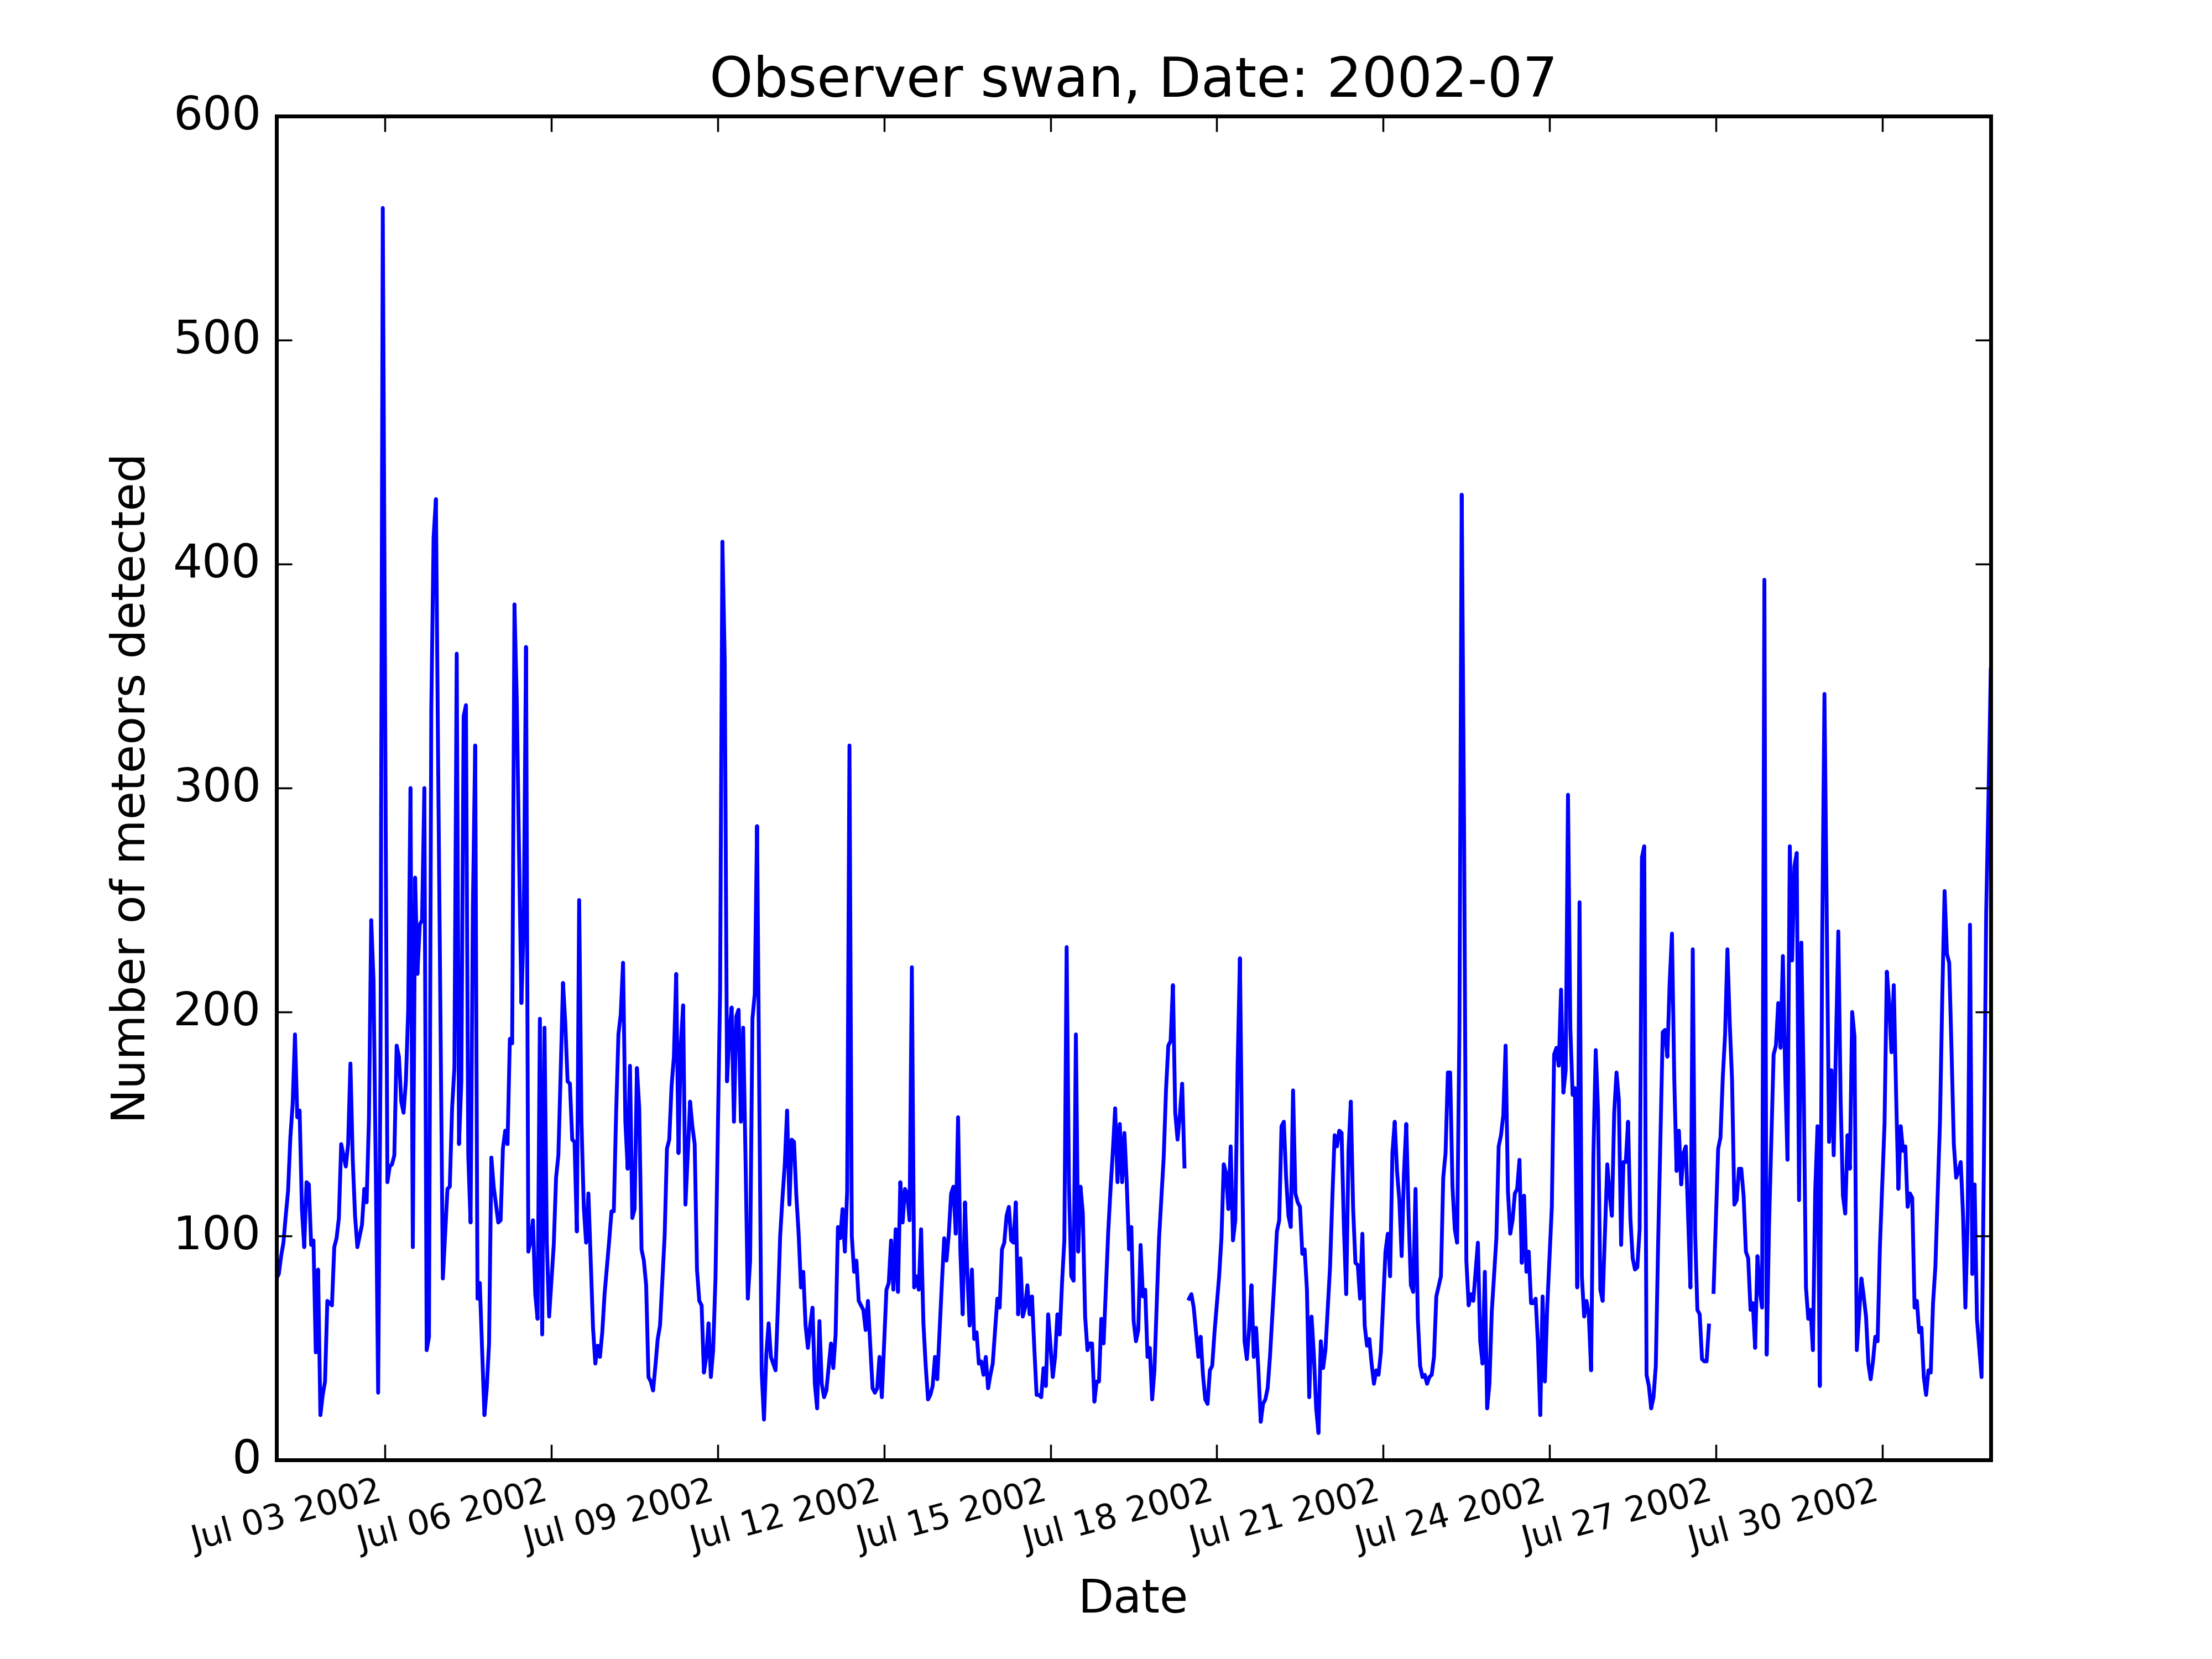 Observer swan, Date: 2002-07
600
500
400
300
200
100
0
Number of meteors detected
Jul 03 2002
Jul 06 2002
Jul 09 2002
Jul 12 2002
Jul 15 2002
Jul 18 2002
Jul 21 2002
Jul 24 2002
Jul 27 2002
Jul 30 2002
Date